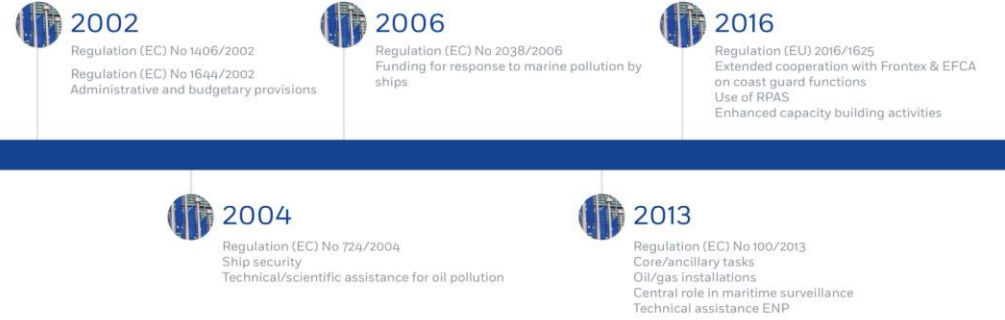 2002
Regulation (EC) No 1406/2002
Regulation (EC) No 1644/2002
Administrative and budgetary provisions
2006
Regulation (EC) No 2038/2006
Funding for response to marine pollution by
ships
2016
Regulation (EU) 2016/1625
Extended cooperation with Frontex & EFCA
on coast guard functions
Use of RPAS
Enhanced capacity building activities
2004
Regulation (EC) No 724/2004
Ship security
Technical/scientific assistance for oil pollution
2013
Regulation (EC) No 100/2013
Core/ancillary tasks
Oil/gas installations
Central role in maritime surveillance
Technical assistance ENP